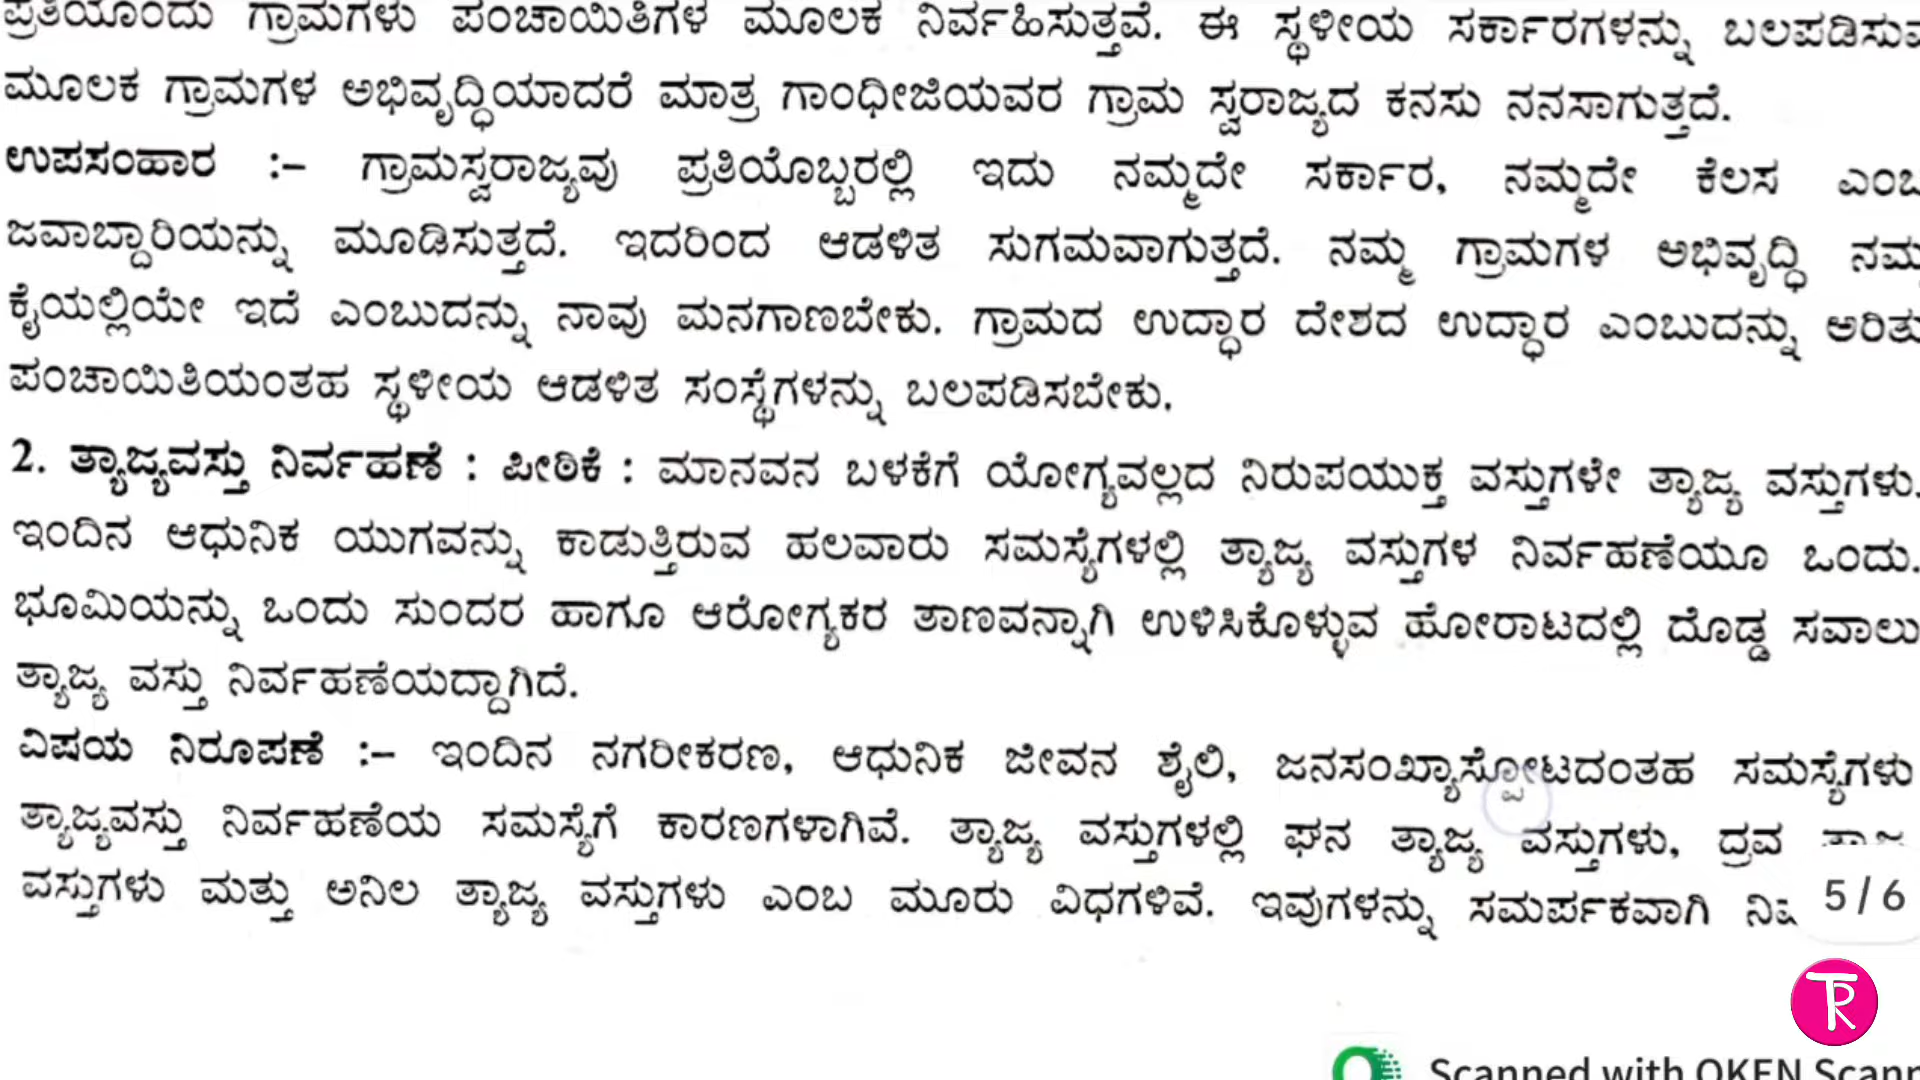 ಪ್ರತಿಯೊಂದು ಗ್ರಾಮಗಳು ಪಂಚಾಯಿತಿಗಳ ಮೂಲಕ ನಿರ್ವಹಿಸುತ್ತವೆ. ಈ ಸ್ಥಳೀಯ ಸರ್ಕಾರಗಳನ್ನು ಬಲಪಡಿಸುವ
ಮೂಲಕ ಗ್ರಾಮಗಳ ಅಭಿವೃದ್ಧಿಯಾದರೆ ಮಾತ್ರ ಗಾಂಧೀಜಿಯವರ ಗ್ರಾಮ ಸ್ವರಾಜ್ಯದ ಕನಸು ನನಸಾಗುತ್ತದೆ.
ಉಪಸಂಹಾರ :– ಗ್ರಾಮಸ್ವರಾಜ್ಯವು ಪ್ರತಿಯೊಬ್ಬರಲ್ಲಿ ಇದು ನಮ್ಮದೇ ಸರ್ಕಾರ, ನಮ್ಮದೇ ಕೆಲಸ ಎಂಬ
ಜವಾಬ್ದಾರಿಯನ್ನು ಮೂಡಿಸುತ್ತದೆ. ಇದರಿಂದ ಆಡಳಿತ ಸುಗಮವಾಗುತ್ತದೆ. ನಮ್ಮ ಗ್ರಾಮಗಳ ಅಭಿವೃದ್ಧಿ ನಮ್ಮ
ಕೈಯಲ್ಲಿಯೇ ಇದೆ ಎಂಬುದನ್ನು ನಾವು ಮನಗಾಣಬೇಕು. ಗ್ರಾಮದ ಉದ್ಧಾರ ದೇಶದ ಉದ್ಧಾರ ಎಂಬುದನ್ನು ಅರಿತು
ಪಂಚಾಯಿತಿಯಂತಹ ಸ್ಥಳೀಯ ಆಡಳಿತ ಸಂಸ್ಥೆಗಳನ್ನು ಬಲಪಡಿಸಬೇಕು.
2. ತ್ಯಾಜ್ಯವಸ್ತು ನಿರ್ವಹಣೆ : ಪೀಠಿಕೆ : ಮಾನವನ ಬಳಕೆಗೆ ಯೋಗ್ಯವಲ್ಲದ ನಿರುಪಯುಕ್ತ ವಸ್ತುಗಳೇ ತ್ಯಾಜ್ಯ ವಸ್ತುಗಳು.
ಇಂದಿನ ಆಧುನಿಕ ಯುಗವನ್ನು ಕಾಡುತ್ತಿರುವ ಹಲವಾರು ಸಮಸ್ಯೆಗಳಲ್ಲಿ ತ್ಯಾಜ್ಯ ವಸ್ತುಗಳ ನಿರ್ವಹಣೆಯೂ ಒಂದು.
ಭೂಮಿಯನ್ನು ಒಂದು ಸುಂದರ ಹಾಗೂ ಆರೋಗ್ಯಕರ ತಾಣವನ್ನಾಗಿ ಉಳಿಸಿಕೊಳ್ಳುವ ಹೋರಾಟದಲ್ಲಿ ದೊಡ್ಡ ಸವಾಲು
ತ್ಯಾಜ್ಯ ವಸ್ತು ನಿರ್ವಹಣೆಯದ್ದಾಗಿದೆ.
ವಿಷಯ ನಿರೂಪಣೆ :– ಇಂದಿನ ನಗರೀಕರಣ, ಆಧುನಿಕ ಜೀವನ ಶೈಲಿ, ಜನಸಂಖ್ಯಾಸ್ಪೋಟದಂತಹ ಸಮಸ್ಯೆಗಳು
ತ್ಯಾಜ್ಯವಸ್ತು ನಿರ್ವಹಣೆಯ ಸಮಸ್ಯೆಗೆ ಕಾರಣಗಳಾಗಿವೆ. ತ್ಯಾಜ್ಯ ವಸ್ತುಗಳಲ್ಲಿ ಘನ ತ್ಯಾಜ್ಯ ವಸ್ತುಗಳು, ದ್ರವ
ವಸ್ತುಗಳು ಮತ್ತು ಅನಿಲ ತ್ಯಾಜ್ಯ ವಸ್ತುಗಳು ಎಂಬ ಮೂರು ವಿಧಗಳಿವೆ. ಇವುಗಳನ್ನು ಸಮರ್ಪಕವಾಗಿ
5 / 6
TR
Scanned with OKEN Scann